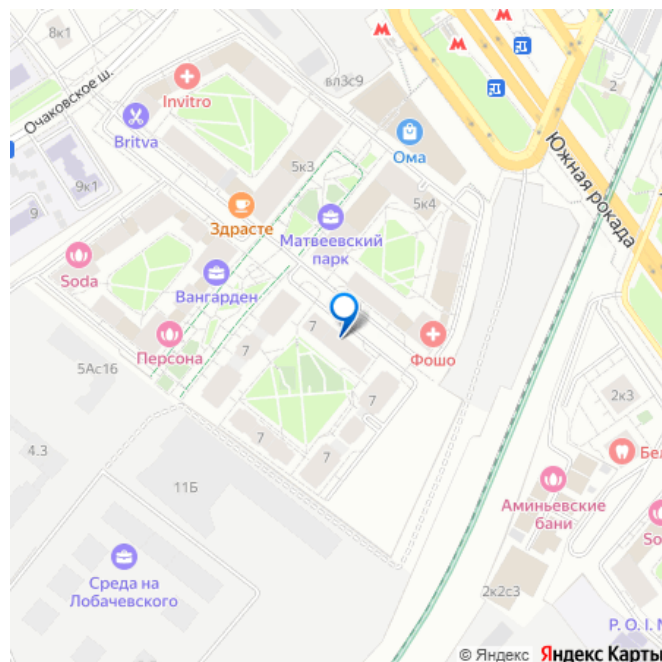 8к1
Очаковское ш.
Invitro
вл3с9
Britva
Ома
2
5к3
Южная рокада
9к1
9
Здрасте
5к4
Матвеевский
парк
Soda
Вангарден
7
7
Персона
Фошо
5Ас16
7
2к3
7
7
4.3
Бел
11Б
Аминьевские
бани
So
Среда на
Лобачевского
2к2с3
P. O. I. N
© Яндекс Яндекс Карты